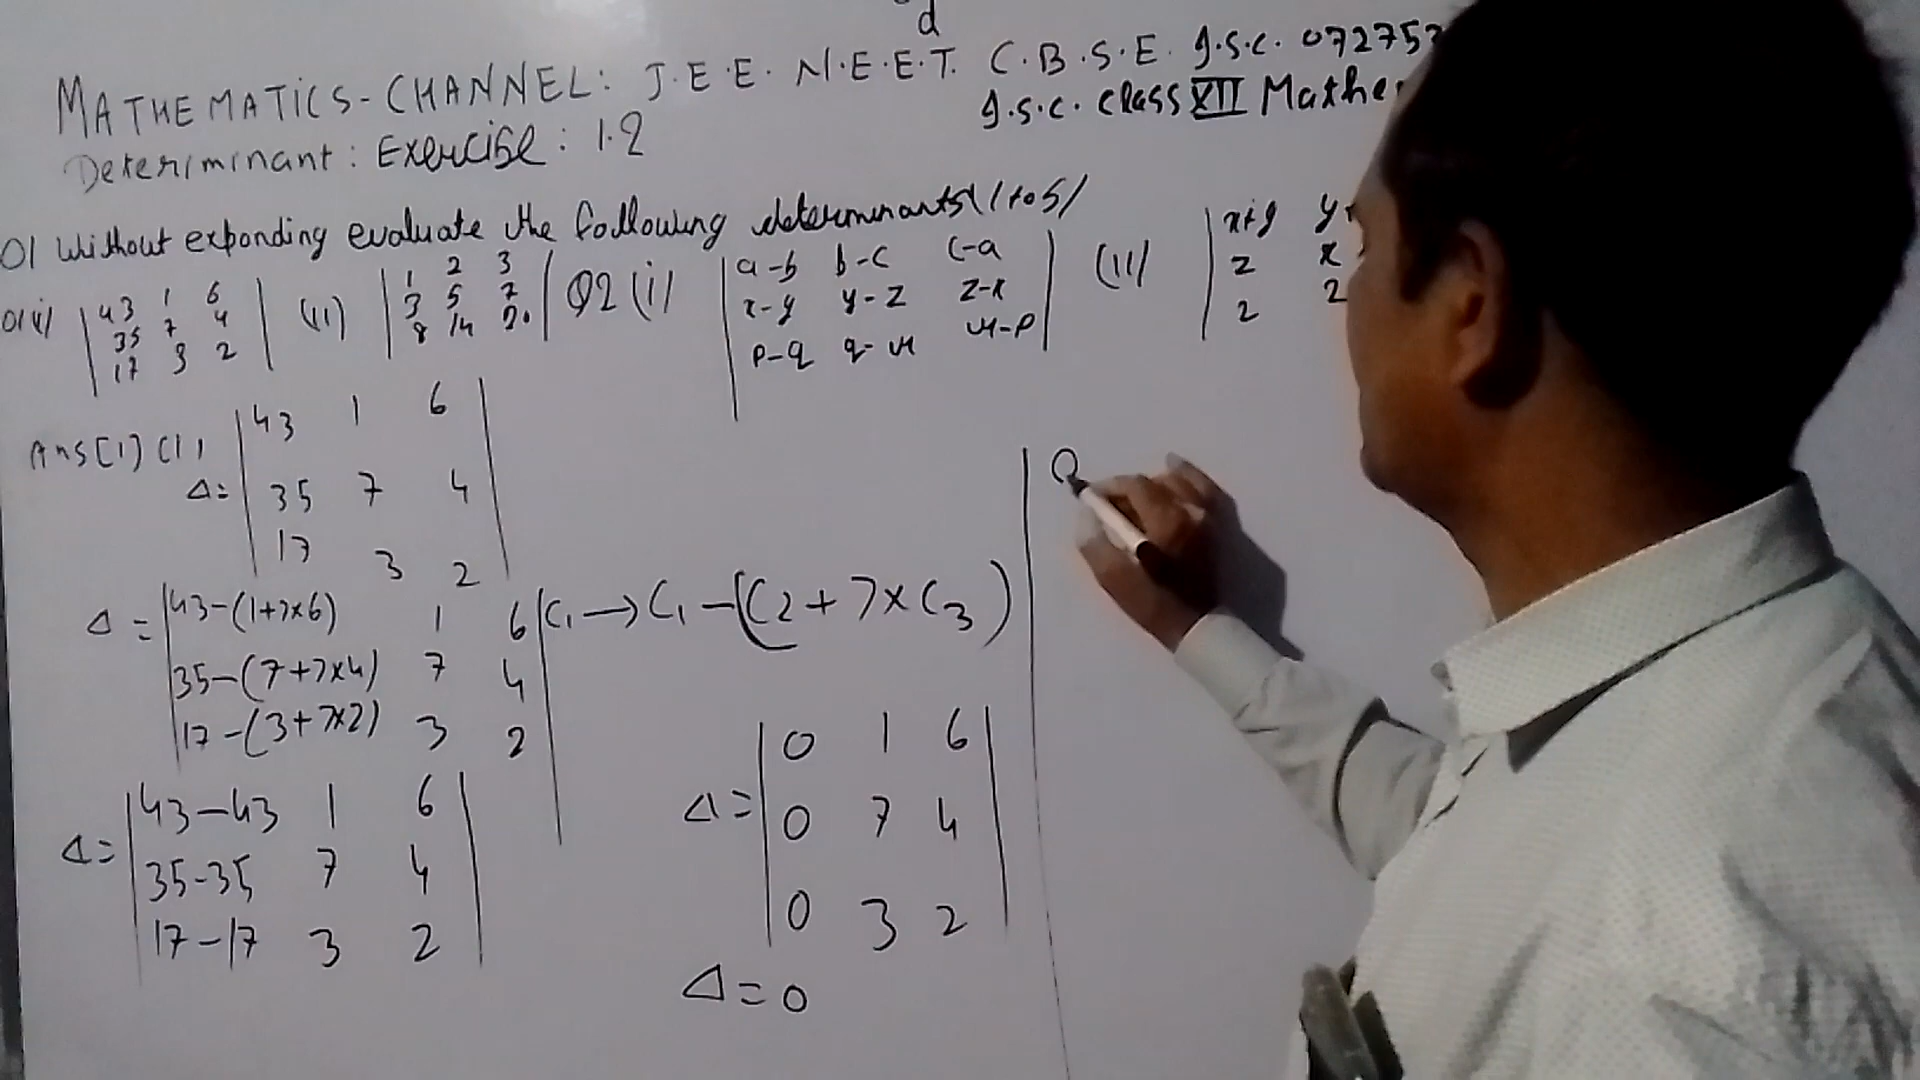 d
MATHEMATICS-CHANNEL: J.E.E. N.E.E.T. C.B.S.E. I.S.C. 07275
I.S.C. Class XII Mathe
Determinant: Exercise: 1.2
01 Without expanding evaluate the following determinants (1 to 5)
01 (i) | 43 1 6 | (ii) | 1 2 3 | Q2 (i) | a-b b-c c-a | (ii) | x+y y
35 7 4 3 5 7 x-y y-z z-x z x
17 3 2 8 14 20 p-q q-r r-p 2 2
Ans [1] (i)
Δ= | 43 1 6 |
35 7 4
17 3 2
Δ = | 43-(1+7×6) 1 6 | C1 → C1 - (C2 + 7×C3)
35-(7+7×4) 7 4
17-(3+7×2) 3 2
Δ= | 43-43 1 6 |
35-35 7 4
17-17 3 2
Δ= | 0 1 6 |
0 7 4
0 3 2
Δ=0
Q